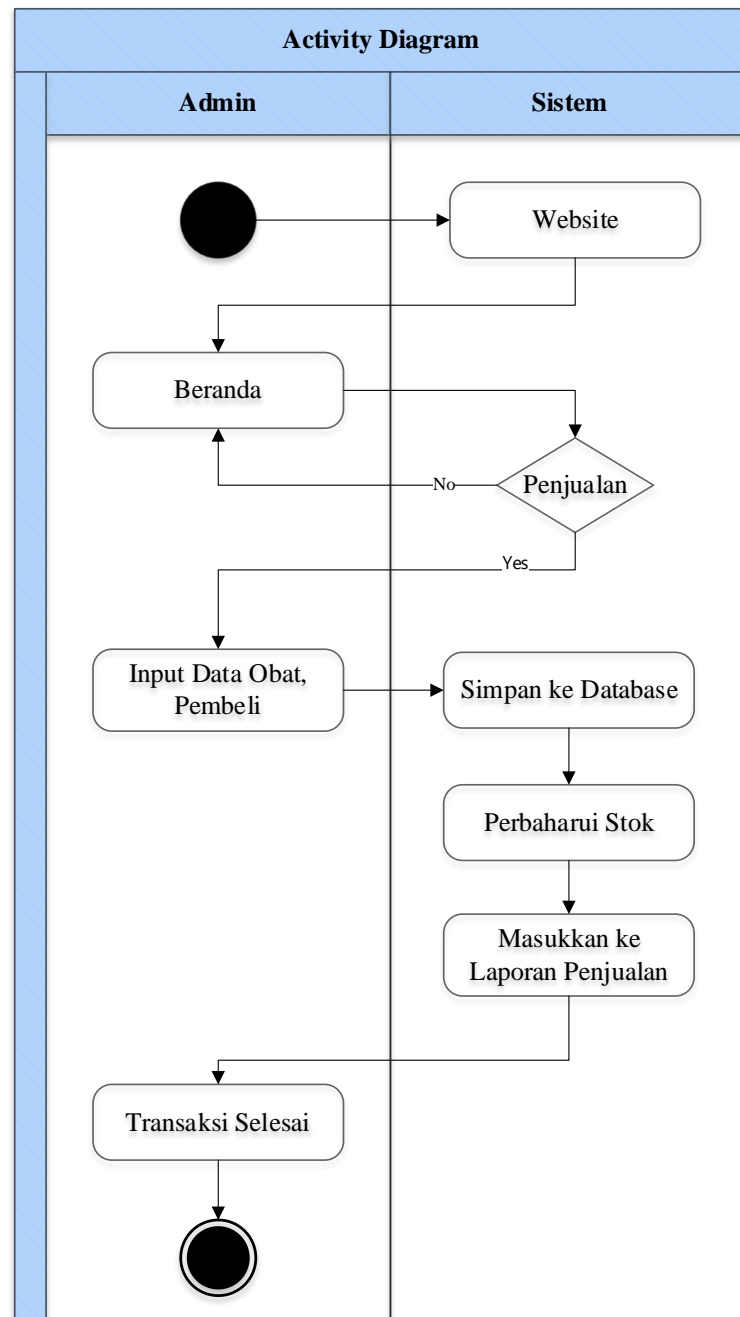 Activity Diagram
Admin
Sistem
Website
Beranda
Penjualan
No
Yes
Input Data Obat,
Pembeli
Simpan ke Database
Perbaharui Stok
Masukkan ke
Laporan Penjualan
Transaksi Selesai